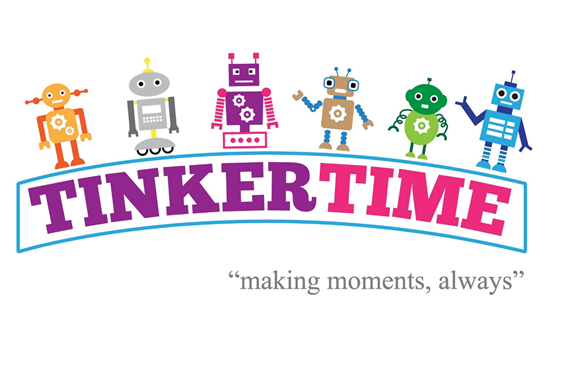 TINKERTIME
“making moments, always”